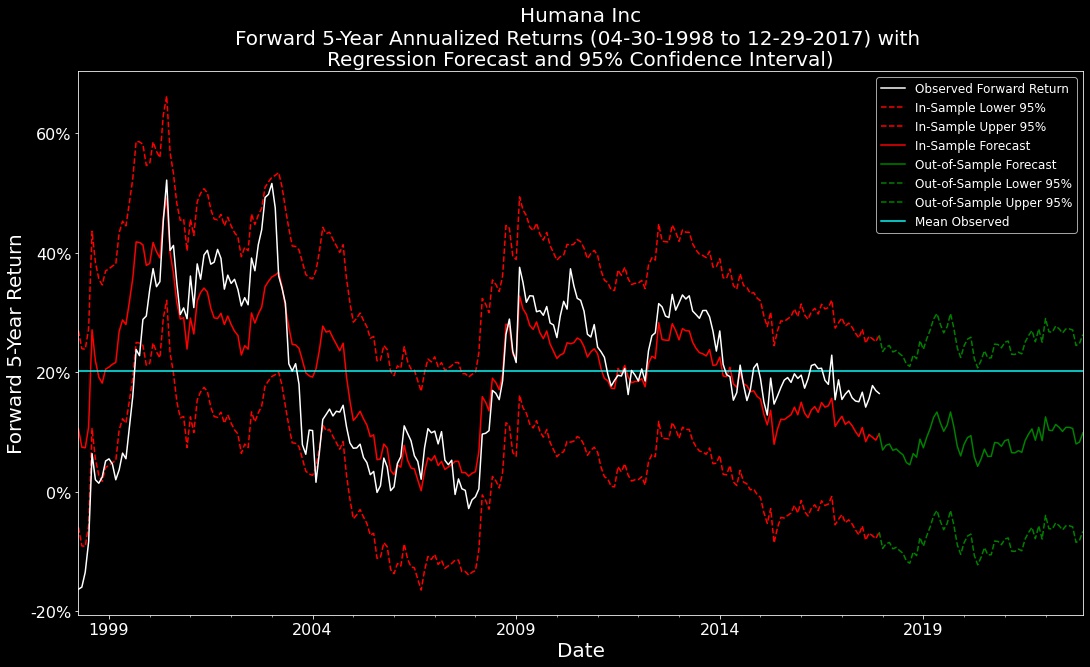 Humana Inc
Forward 5-Year Annualized Returns (04-30-1998 to 12-29-2017) with
Regression Forecast and 95% Confidence Interval)
Observed Forward Return
In-Sample Lower 95%
In-Sample Upper 95%
In-Sample Forecast
Out-of-Sample Forecast
Out-of-Sample Lower 95%
Out-of-Sample Upper 95%
Mean Observed
Forward 5-Year Return
60%
40%
20%
0%
-20%
1999
2004
2009
2014
2019
Date